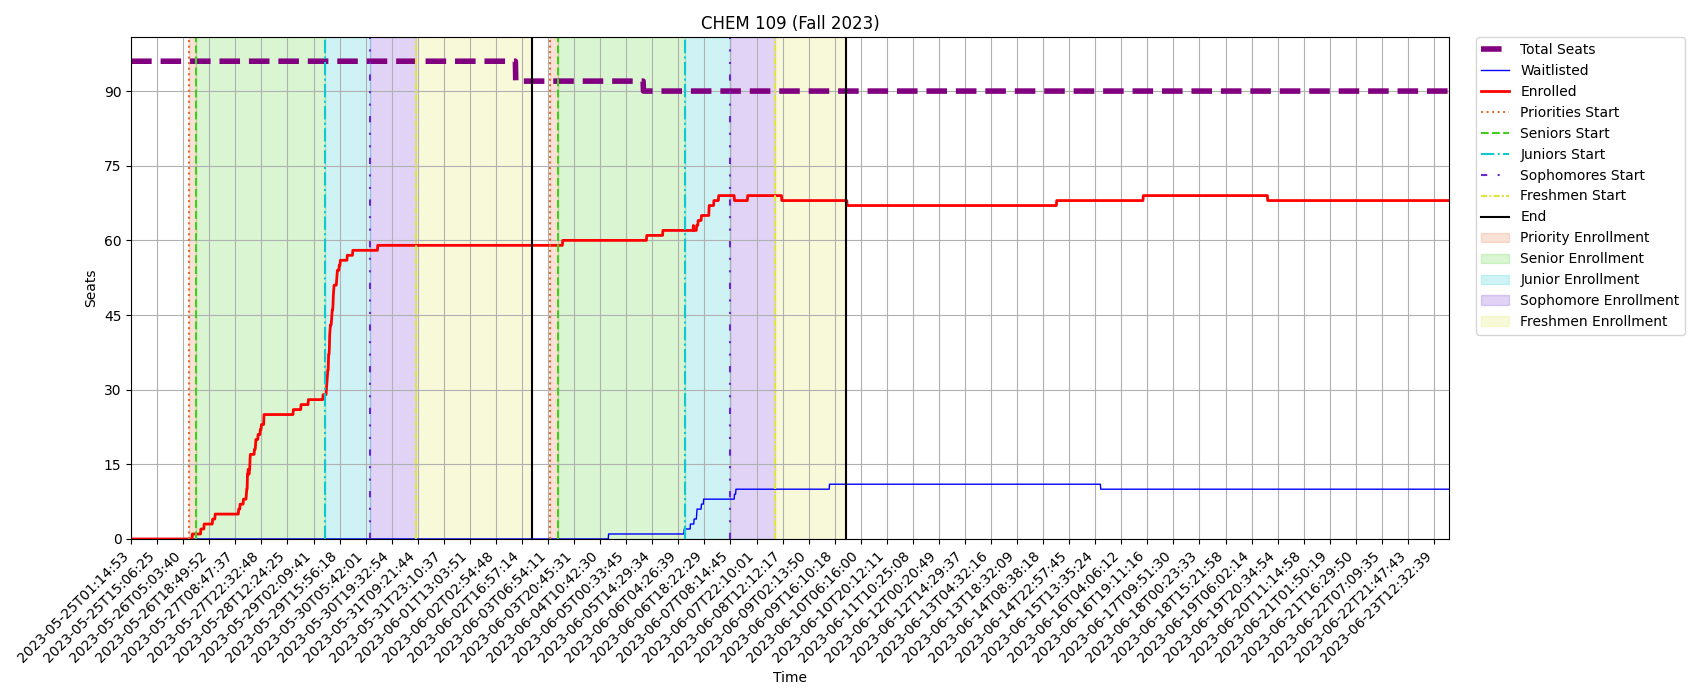 CHEM 109 (Fall 2023)
Seats
90
75
60
45
30
15
0
2023-05-25T01:14:53
2023-05-25T15:06:25
2023-05-26T05:03:40
2023-05-26T18:49:52
2023-05-27T08:47:37
2023-05-27T22:32:48
2023-05-28T12:24:25
2023-05-29T02:09:41
2023-05-29T15:56:18
2023-05-30T05:42:01
2023-05-30T19:32:54
2023-05-31T09:21:44
2023-05-31T23:10:37
2023-06-01T13:03:51
2023-06-02T02:54:48
2023-06-02T16:57:14
2023-06-03T06:54:11
2023-06-03T20:45:31
2023-06-04T10:42:30
2023-06-05T00:33:45
2023-06-05T14:29:34
2023-06-06T04:26:39
2023-06-06T18:22:29
2023-06-07T08:14:45
2023-06-07T22:10:01
2023-06-08T12:12:17
2023-06-09T02:13:50
2023-06-09T16:10:18
2023-06-10T06:16:00
2023-06-10T20:12:11
2023-06-11T10:25:08
2023-06-12T00:20:49
2023-06-12T14:29:37
2023-06-13T04:32:16
2023-06-13T18:32:09
2023-06-14T08:38:18
2023-06-14T22:57:45
2023-06-15T13:35:24
2023-06-16T04:06:12
2023-06-16T19:11:16
2023-06-17T09:51:30
2023-06-18T00:23:33
2023-06-18T15:21:58
2023-06-19T06:02:14
2023-06-19T20:34:54
2023-06-20T11:14:58
2023-06-21T01:50:19
2023-06-21T16:29:50
2023-06-22T07:09:35
2023-06-22T21:47:43
2023-06-23T12:32:39
Time
Total Seats
Waitlisted
Enrolled
Priorities Start
Seniors Start
Juniors Start
Sophomores Start
Freshmen Start
End
Priority Enrollment
Senior Enrollment
Junior Enrollment
Sophomore Enrollment
Freshmen Enrollment